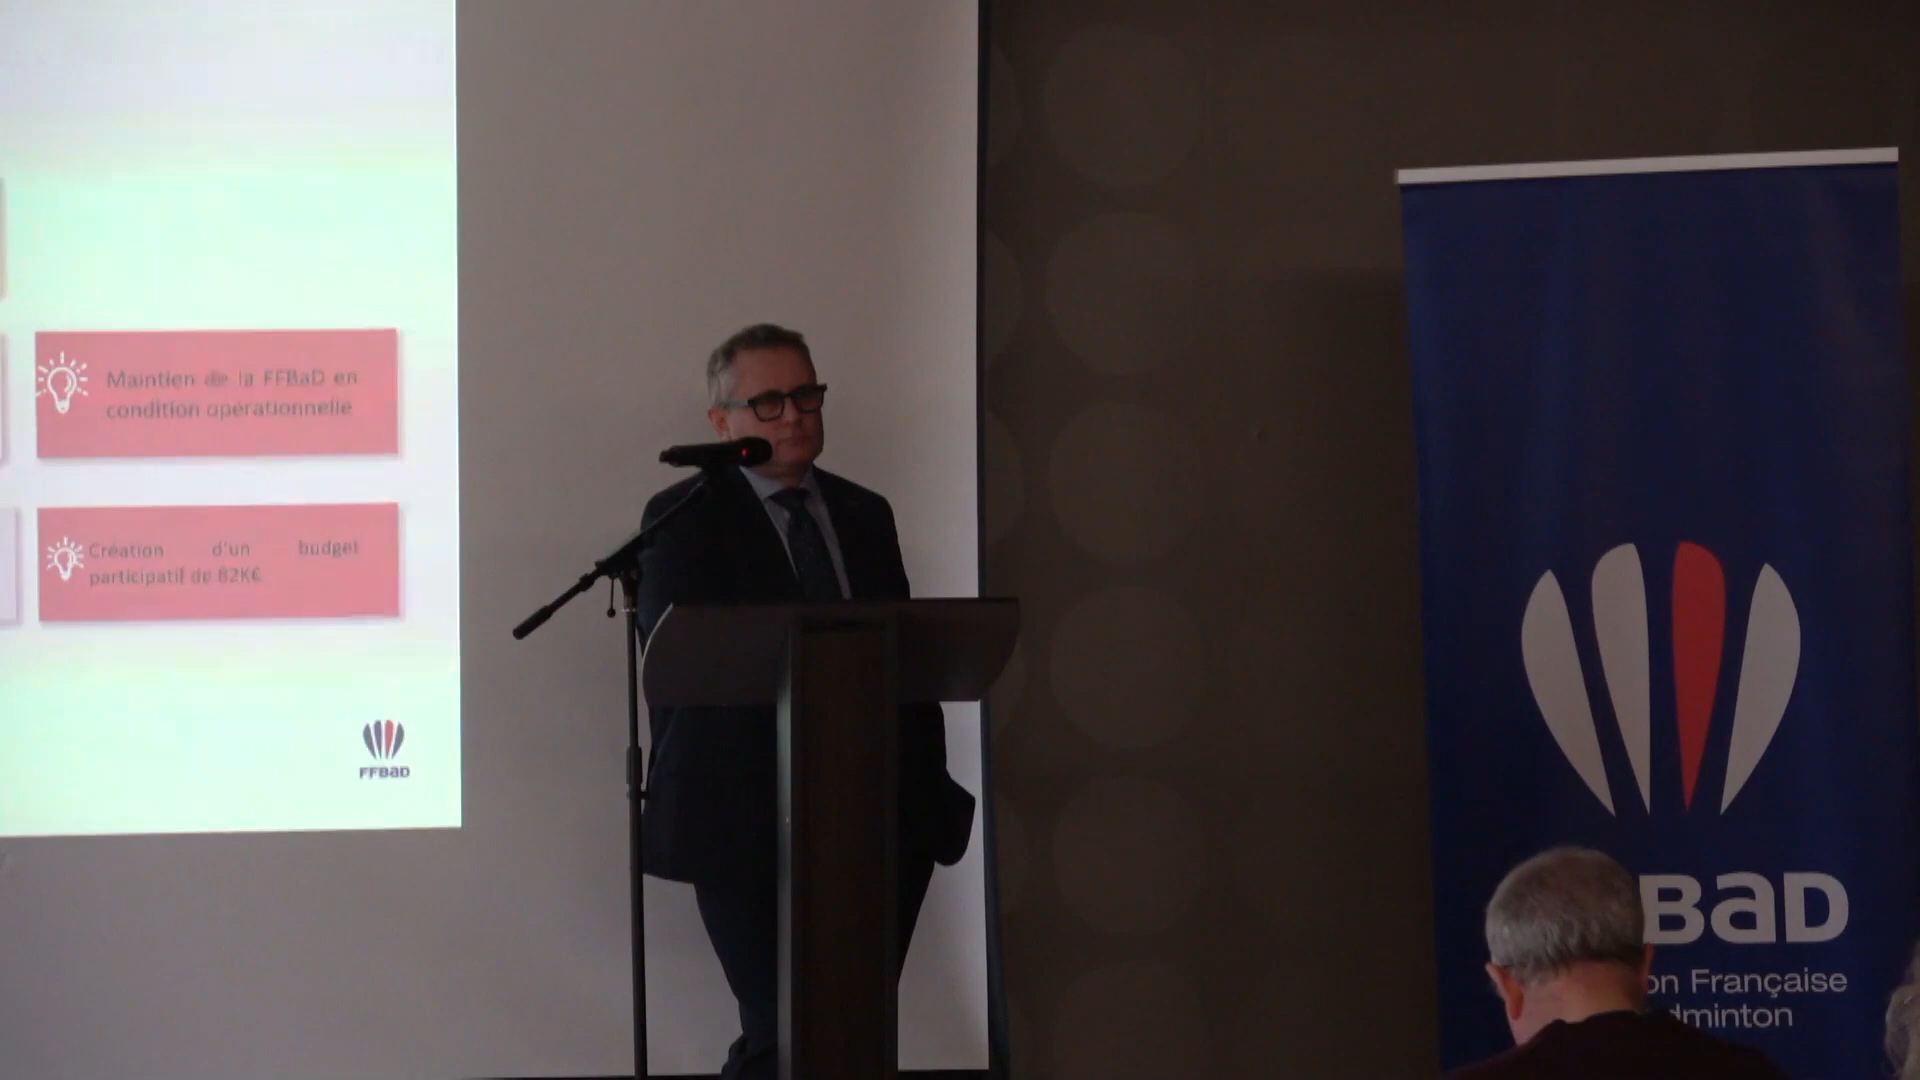 Maintien de la FFBaD en
condition opérationnelle
Création d'un budget
participatif de 82K€
FFBaD
BaD
on Française
dminton